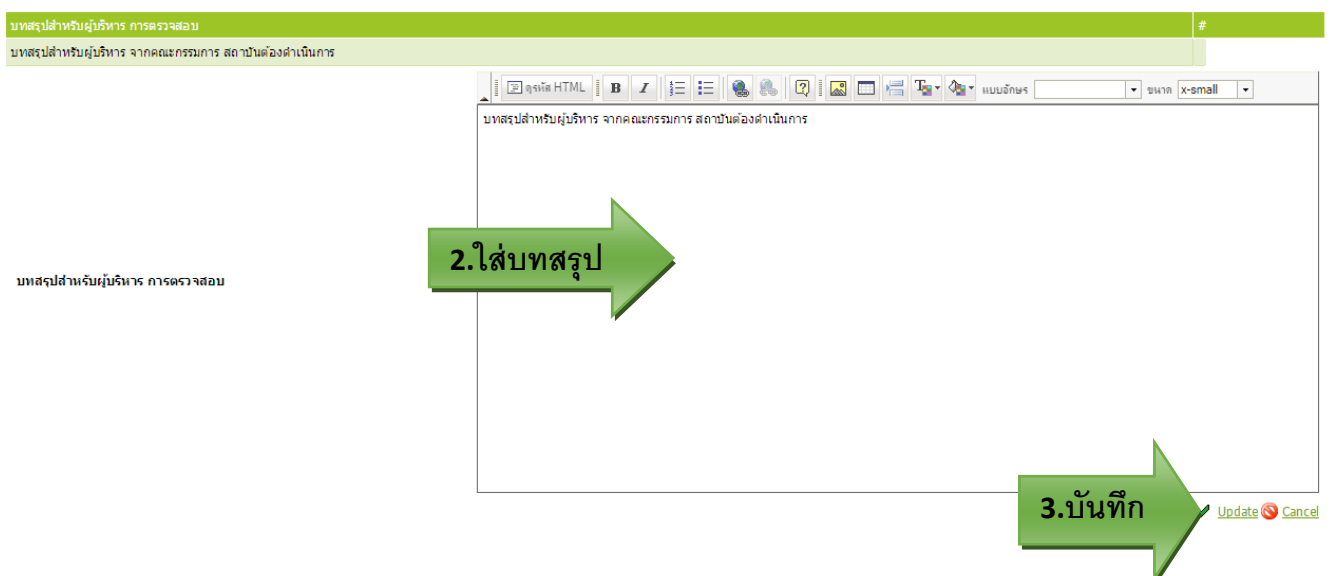 บทสรุปสำหรับผู้บริหาร การตรวจสอบ #
บทสรุปสำหรับผู้บริหาร จากคณะกรรมการ สถาบันต้องดำเนินการ
ดูรหัส HTML B I แบบอักษร ขนาด x-small
บทสรุปสำหรับผู้บริหาร จากคณะกรรมการ สถาบันต้องดำเนินการ
2.ใส่บทสรุป
บทสรุปสำหรับผู้บริหาร การตรวจสอบ
3.บันทึก
Update Cancel